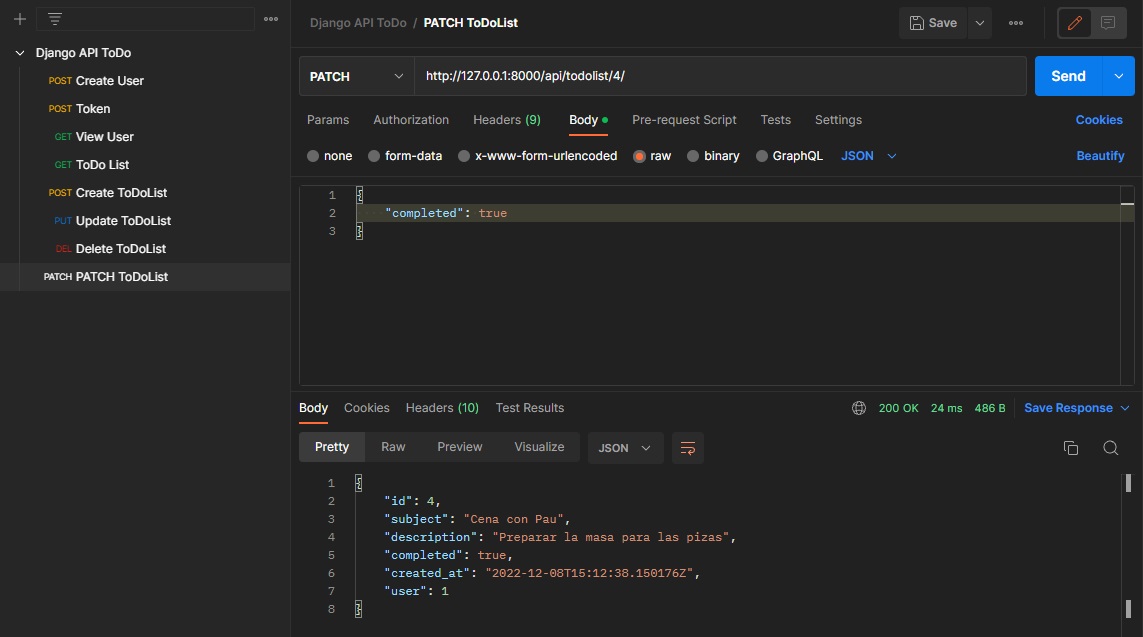 Django API ToDo
POST Create User
POST Token
GET View User
GET ToDo List
POST Create ToDoList
PUT Update ToDoList
DEL Delete ToDoList
PATCH PATCH ToDoList
Django API ToDo / PATCH ToDoList
Save
PATCH http://127.0.0.1:8000/api/todolist/4/ Send
Params Authorization Headers (9) Body Pre-request Script Tests Settings Cookies
none form-data x-www-form-urlencoded raw binary GraphQL JSON Beautify
1 {
2 "completed": true
3 }
Body Cookies Headers (10) Test Results 200 OK 24 ms 486 B Save Response
Pretty Raw Preview Visualize JSON
1 {
2 "id": 4,
3 "subject": "Cena con Pau",
4 "description": "Preparar la masa para las pizas",
5 "completed": true,
6 "created_at": "2022-12-08T15:12:38.150176Z",
7 "user": 1
8 }